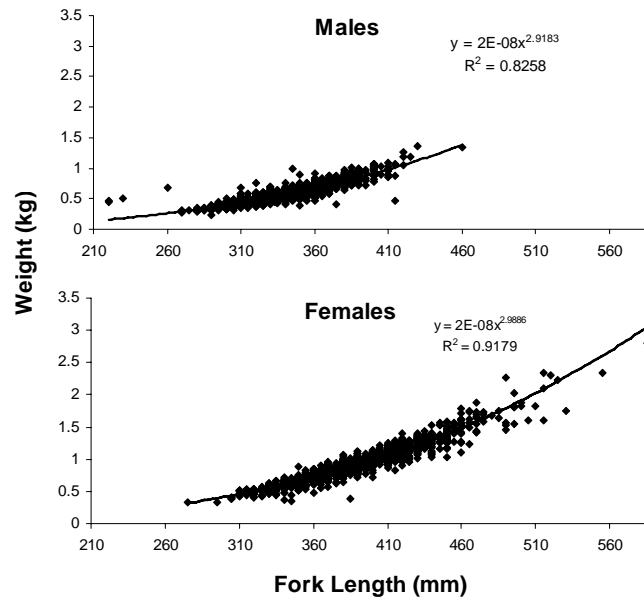 Males
y = 2E-08x^2.9183
R² = 0.8258
3.5
3
2.5
2
1.5
1
0.5
0
210 260 310 360 410 460 510 560
Weight (kg)
Females
y = 2E-08x^2.9886
R² = 0.9179
3.5
3
2.5
2
1.5
1
0.5
0
210 260 310 360 410 460 510 560
Fork Length (mm)